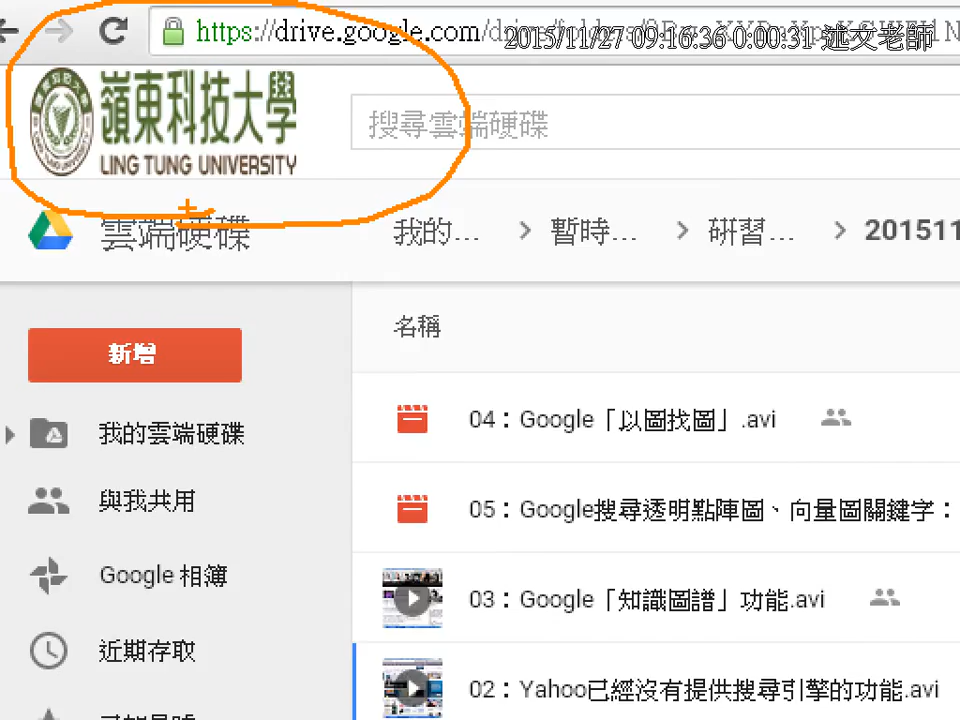 https://drive.google.com/
2015/11/27 09:16:36 0:00:31 述文老師
嶺東科技大學
LING TUNG UNIVERSITY
搜尋雲端硬碟
雲端硬碟
我的... > 暫時... > 研習... > 201511
新增
名稱
04：Google「以圖找圖」.avi
我的雲端硬碟
與我共用
05：Google搜尋透明點陣圖、向量圖關鍵字：
Google 相簿
03：Google「知識圖譜」功能.avi
近期存取
02：Yahoo已經沒有提供搜尋引擎的功能.avi